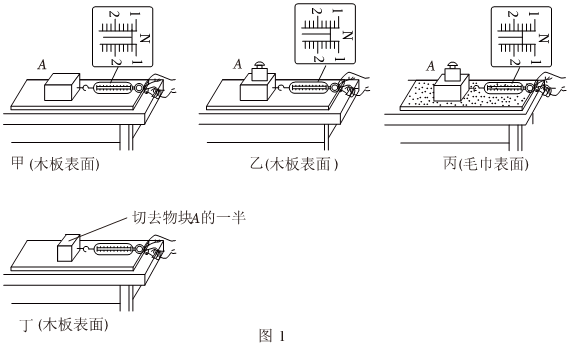 2 1
N
2 1
A
2 1
N
2 1
A
2 1
N
2 1
A
甲(木板表面)
乙(木板表面)
丙(毛巾表面)
切去物块A的一半
丁(木板表面)
图 1